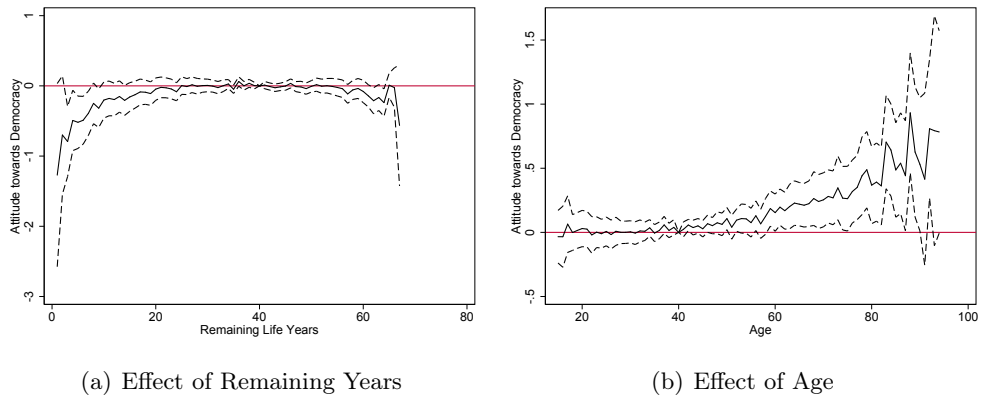 Attitude towards Democracy
1
0
-1
-2
-3
0 20 40 60 80
Remaining Life Years
(a) Effect of Remaining Years
Attitude towards Democracy
1.5
1
.5
0
-.5
20 40 60 80 100
Age
(b) Effect of Age